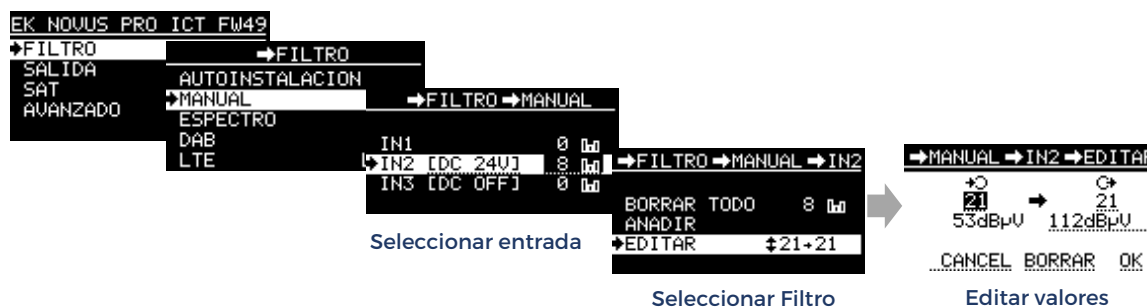 EK NOVUS PRO ICT FW49
➔FILTRO
SALIDA
SAT
AVANZADO
➔FILTRO
AUTOINSTALACION
➔MANUAL
ESPECTRO
DAB
LTE
➔FILTRO➔MANUAL
IN1 0
➔IN2 [DC 24V] 8
IN3 [DC OFF] 0
Seleccionar entrada
➔FILTRO➔MANUAL➔IN2
BORRAR TODO 8
ANADIR
➔EDITAR 21→21
Seleccionar Filtro
➔MANUAL➔IN2➔EDITAR
21 ➔ 21
53dBµV 112dBµV
CANCEL BORRAR OK
Editar valores